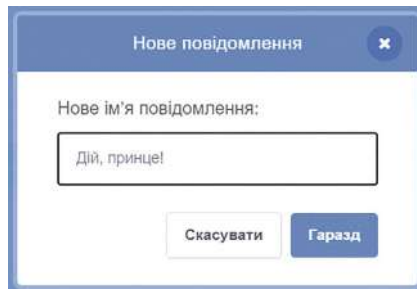 Нове повідомлення
Нове ім'я повідомлення:
Дій, принце!
Скасувати
Гаразд